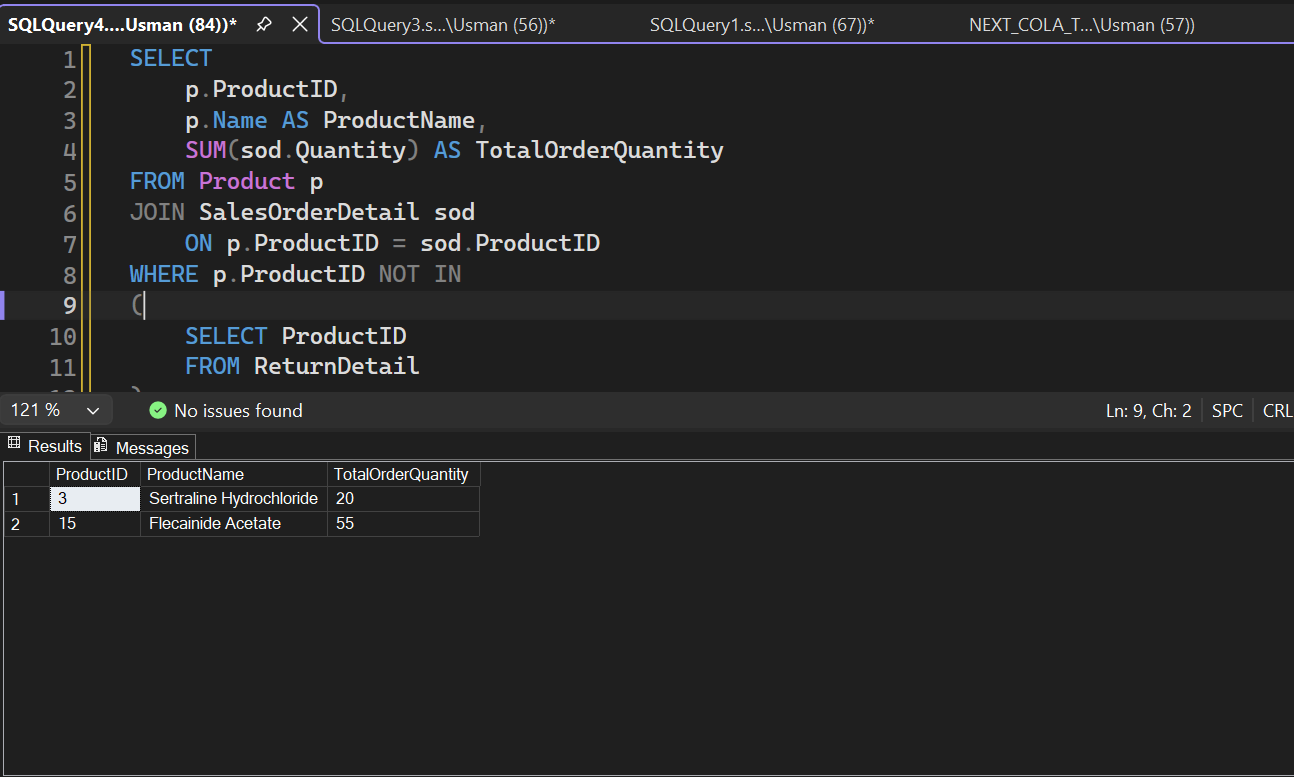 SQLQuery4....Usman (84))* SQLQuery3.s...\Usman (56))* SQLQuery1.s...\Usman (67))* NEXT_COLA_T...\Usman (57))
1 SELECT
2 p.ProductID,
3 p.Name AS ProductName,
4 SUM(sod.Quantity) AS TotalOrderQuantity
5 FROM Product p
6 JOIN SalesOrderDetail sod
7 ON p.ProductID = sod.ProductID
8 WHERE p.ProductID NOT IN
9 (
10 SELECT ProductID
11 FROM ReturnDetail
121 % No issues found Ln: 9, Ch: 2 SPC CRL
Results Messages
ProductID ProductName TotalOrderQuantity
1 3 Sertraline Hydrochloride 20
2 15 Flecainide Acetate 55